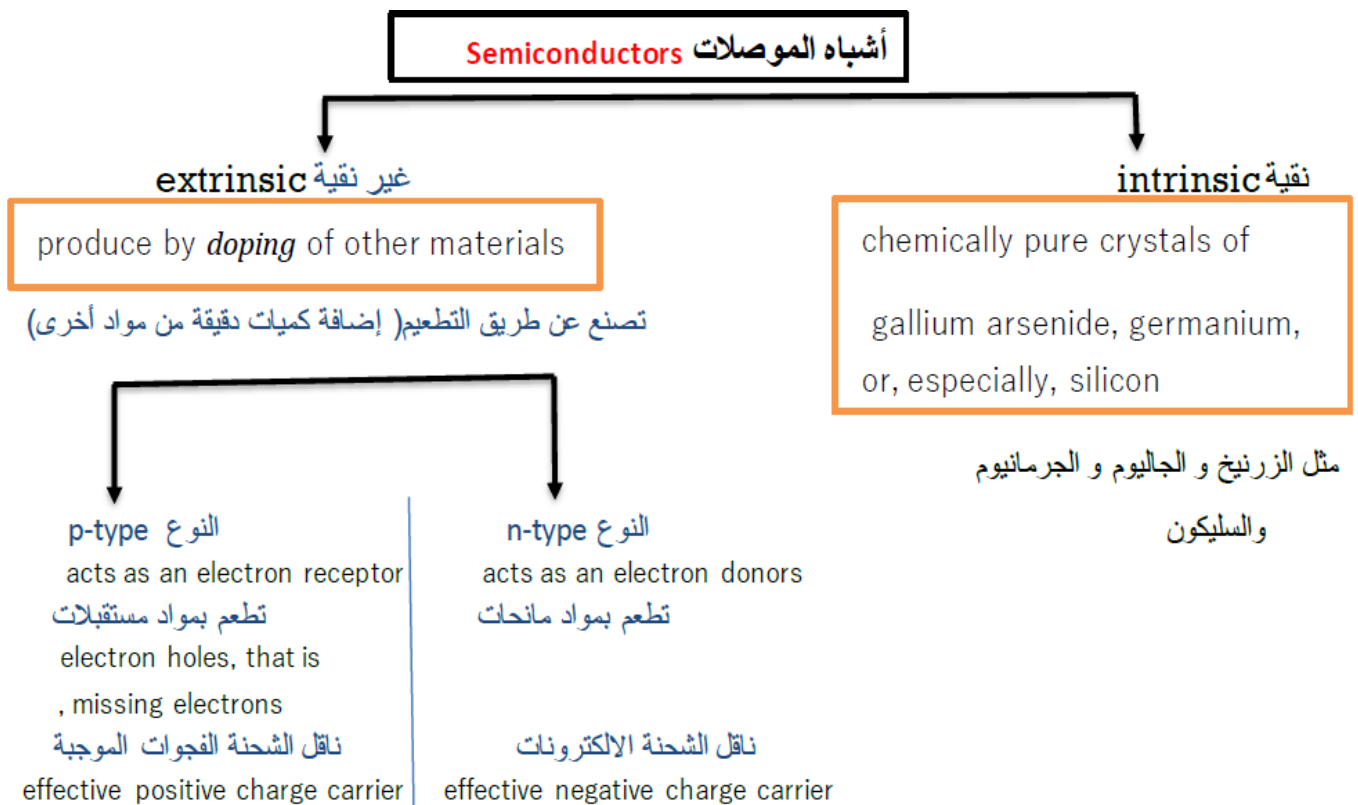 أشباه الموصلات Semiconductors
نقية intrinsic
chemically pure crystals of
gallium arsenide, germanium,
or, especially, silicon
مثل الزرنيخ و الجاليوم و الجرمانيوم
والسليكون
غير نقية extrinsic
produce by doping of other materials
تصنع عن طريق التطعيم( إضافة كميات دقيقة من مواد أخرى)
النوع n-type
acts as an electron donors
تطعم بمواد مانحات
ناقل الشحنة الالكترونات
effective negative charge carrier
النوع p-type
acts as an electron receptor
تطعم بمواد مستقبلات
electron holes, that is
, missing electrons
ناقل الشحنة الفجوات الموجبة
effective positive charge carrier